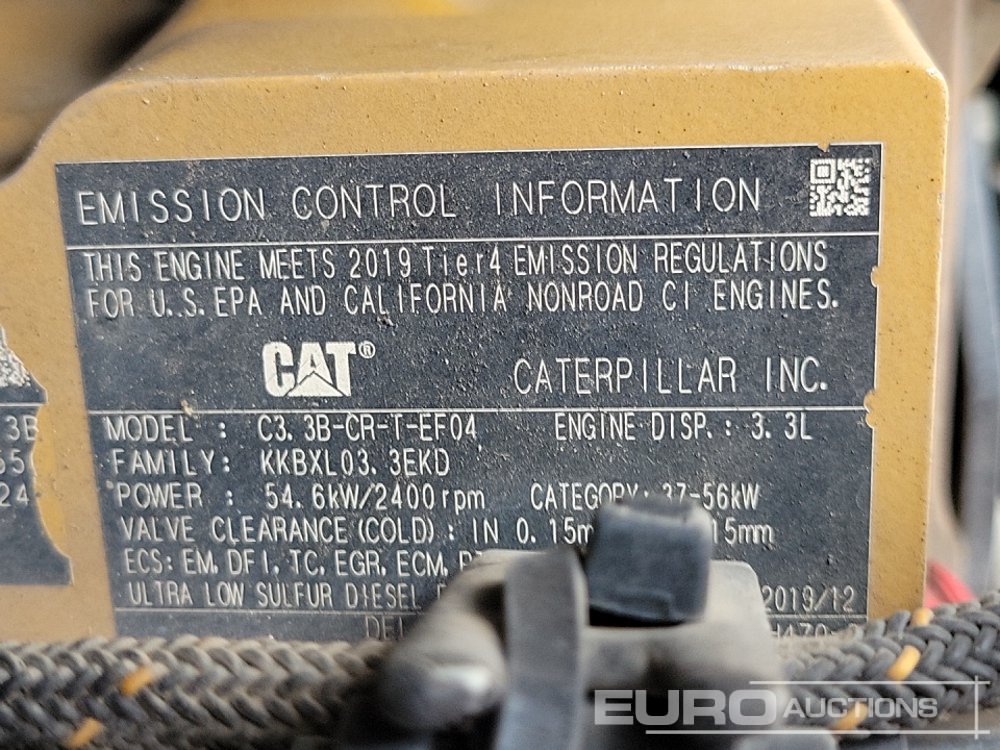 EMISSION CONTROL INFORMATION
THIS ENGINE MEETS 2019 Tier4 EMISSION REGULATIONS
FOR U.S. EPA AND CALIFORNIA NONROAD CI ENGINES.
CAT® CATERPILLAR INC.
MODEL : C3.3B-CR-T-EF04 ENGINE DISP. : 3.3L
FAMILY: KKBXL03.3EKD
POWER : 54.6kW/2400rpm CATEGORY: 37-56kW
VALVE CLEARANCE (COLD) : IN 0.15m 15mm
ECS: EM, DFI, TC, EGR, ECM,
ULTRA LOW SULFUR DIESEL 2019/12
3B
24
EURO AUCTIONS